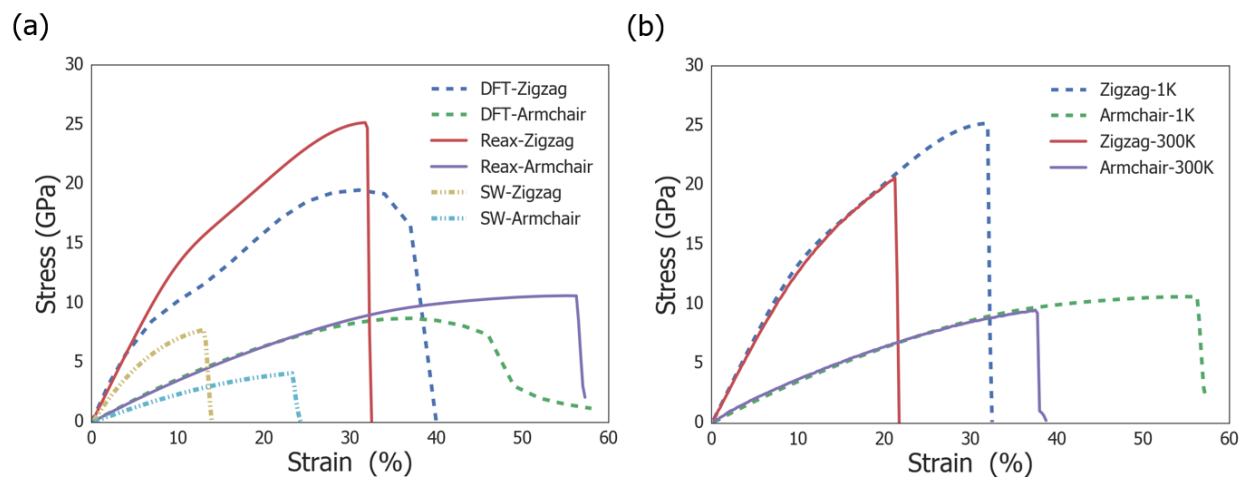 (a)
30
25
20
15
10
5
0
Stress (GPa)
DFT-Zigzag
DFT-Armchair
Reax-Zigzag
Reax-Armchair
SW-Zigzag
SW-Armchair
0 10 20 30 40 50 60
Strain (%)
(b)
30
25
20
15
10
5
0
Stress (GPa)
Zigzag-1K
Armchair-1K
Zigzag-300K
Armchair-300K
0 10 20 30 40 50 60
Strain (%)